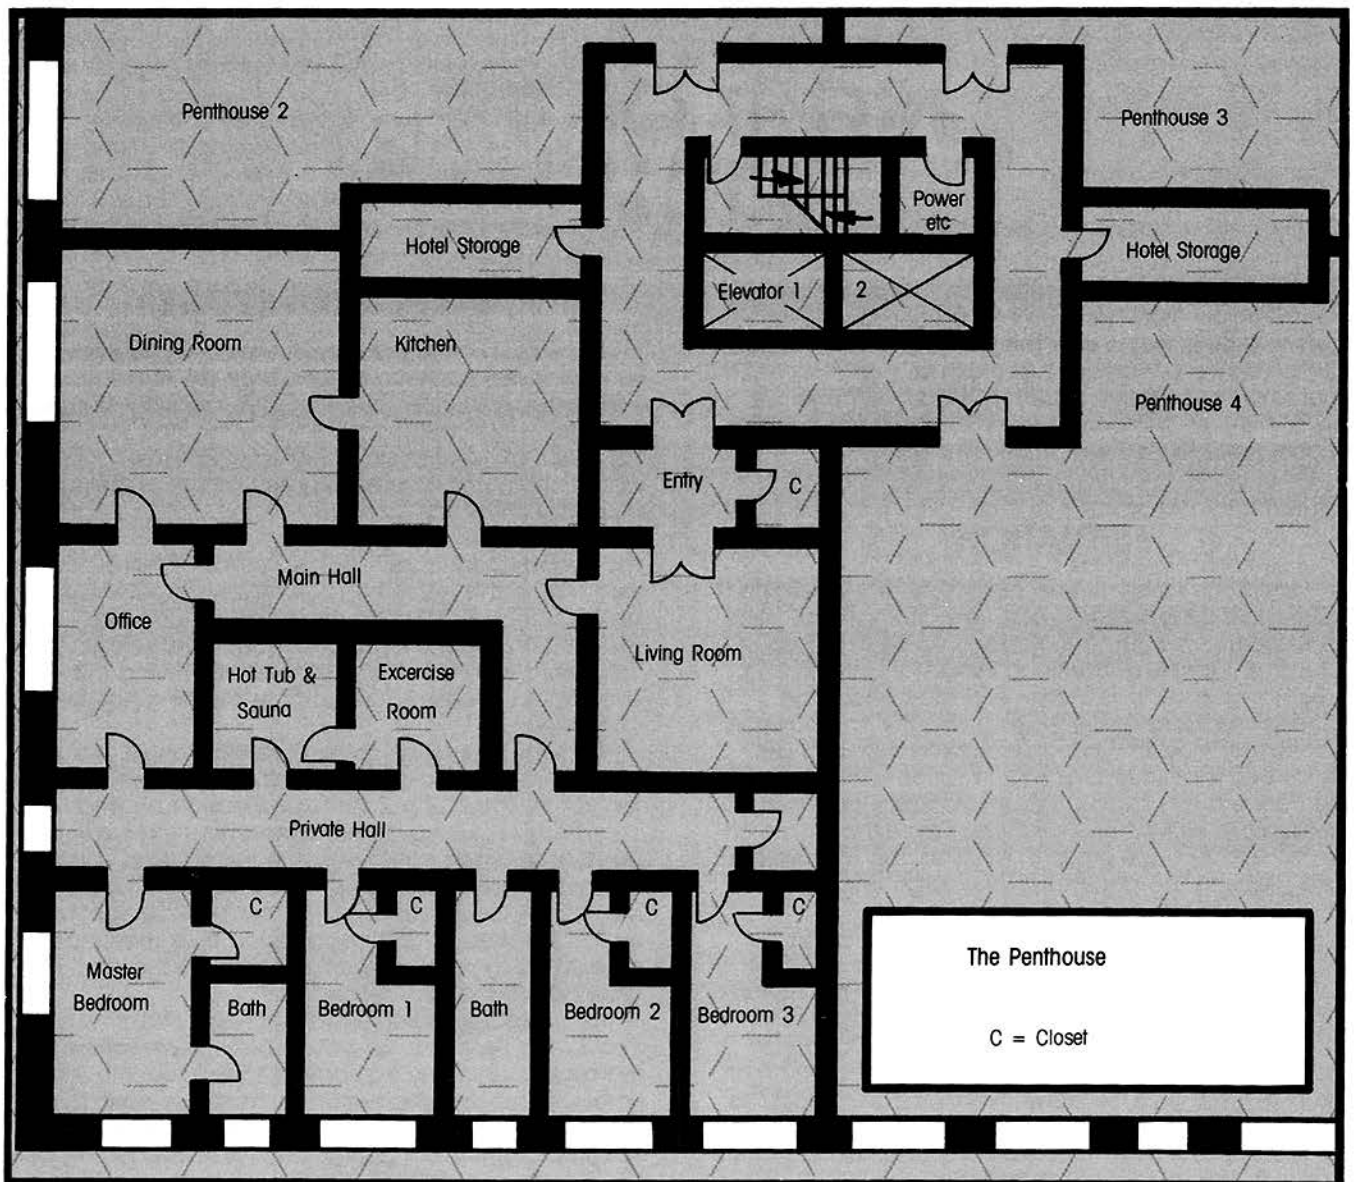 Penthouse 2
Penthouse 3
Power
etc
Hotel Storage
Hotel Storage
Elevator 1
2
Dining Room
Kitchen
Penthouse 4
Entry
C
Main Hall
Office
Living Room
Hot Tub &
Sauna
Excercise
Room
Private Hall
C
C
C
C
Master
Bedroom
Bath
Bedroom 1
Bath
Bedroom 2
Bedroom 3
The Penthouse
C = Closet